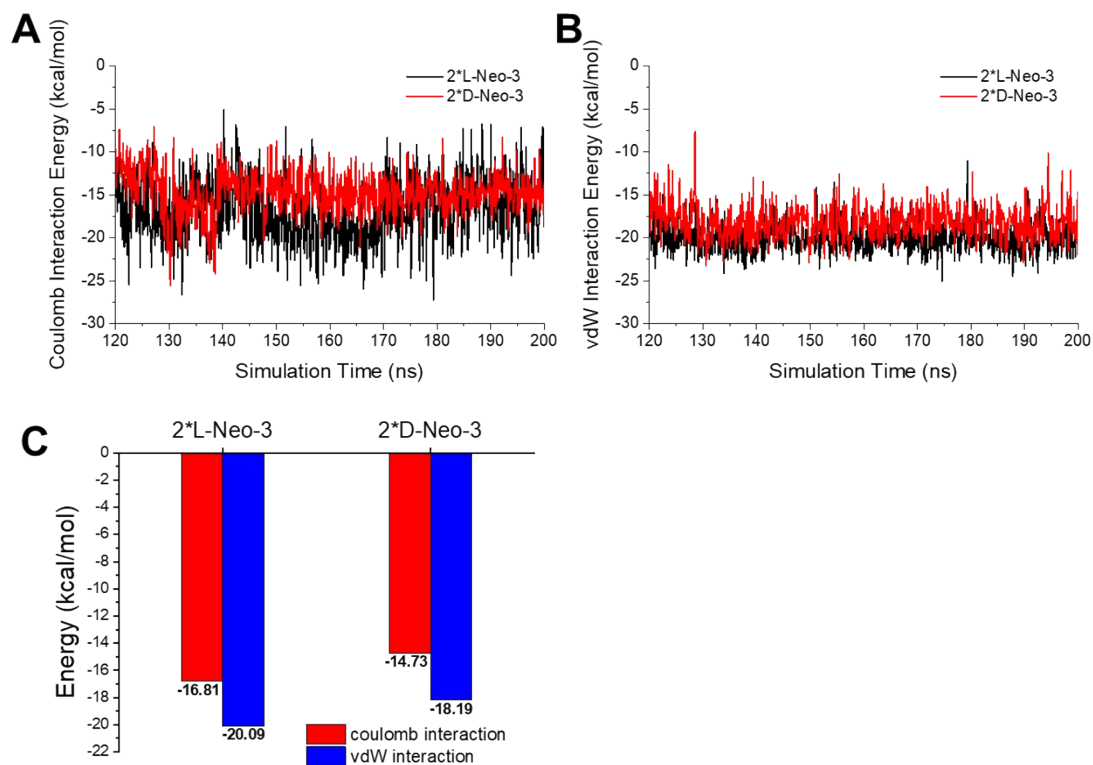 A
Coulomb Interaction Energy (kcal/mol)
0
-5
-10
-15
-20
-25
-30
2*L-Neo-3
2*D-Neo-3
120 130 140 150 160 170 180 190 200
Simulation Time (ns)
B
vdW Interaction Energy (kcal/mol)
0
-5
-10
-15
-20
-25
-30
2*L-Neo-3
2*D-Neo-3
120 130 140 150 160 170 180 190 200
Simulation Time (ns)
C
2*L-Neo-3 2*D-Neo-3
Energy (kcal/mol)
0
-2
-4
-6
-8
-10
-12
-14
-16
-18
-20
-22
-16.81
-20.09
-14.73
-18.19
coulomb interaction
vdW interaction